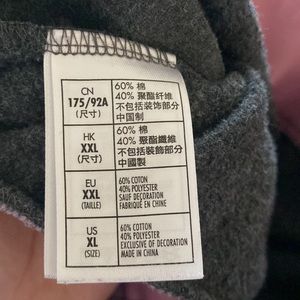 CN
175/92A
(尺寸)
60% 棉
40% 聚酯纤维
不包括装饰部分
中国制
HK
XXL
(尺寸)
60% 棉
40% 聚酯纖維
不包括裝飾部分
中國製
EU
XXL
(TAILLE)
60% COTON
40% POLYESTER
SAUF DECORATION
FABRIQUÉ EN CHINE
US
XL
(SIZE)
60% COTTON
40% POLYESTER
EXCLUSIVE OF DECORATION
MADE IN CHINA